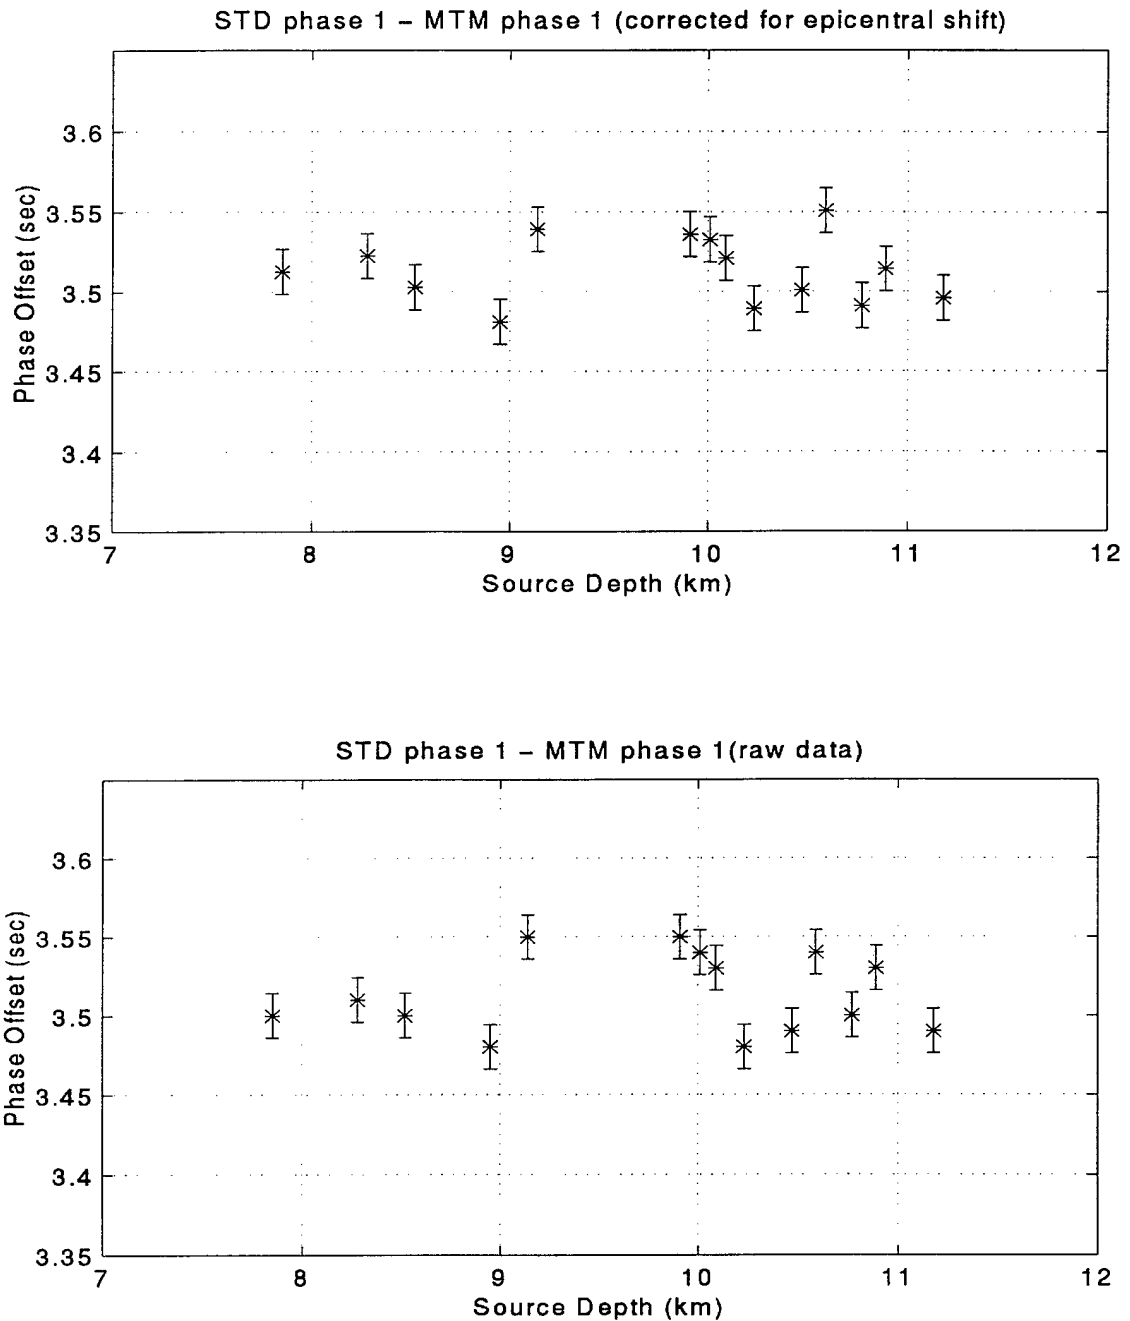 STD phase 1 – MTM phase 1 (corrected for epicentral shift)
Phase Offset (sec)
3.6
3.55
3.5
3.45
3.4
3.35
7 8 9 10 11 12
Source Depth (km)
STD phase 1 – MTM phase 1(raw data)
Phase Offset (sec)
3.6
3.55
3.5
3.45
3.4
3.35
7 8 9 10 11 12
Source Depth (km)